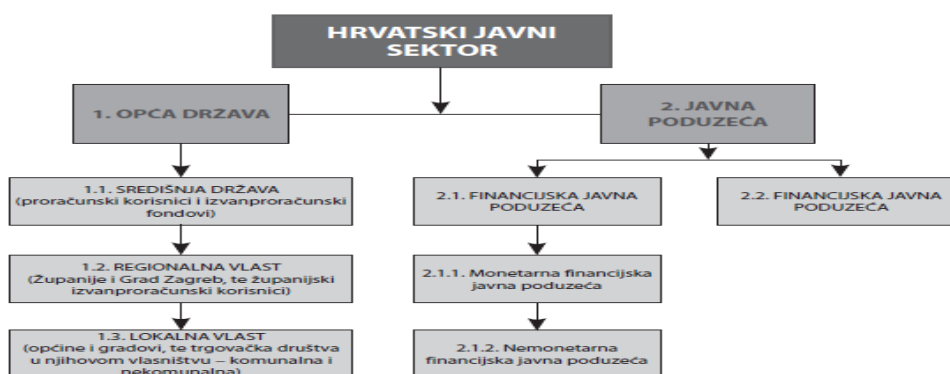 HRVATSKI JAVNI
SEKTOR
1. OPĆA DRŽAVA
2. JAVNA
PODUZEĆA
1.1. SREDIŠNJA DRŽAVA
(proračunski korisnici i izvanproračunski
fondovi)
2.1. FINANCIJSKA JAVNA
PODUZEĆA
2.2. FINANCIJSKA JAVNA
PODUZEĆA
1.2. REGIONALNA VLAST
(Županije i Grad Zagreb, te županijski
izvanproračunski korisnici)
2.1.1. Monetarna financijska
javna poduzeća
1.3. LOKALNA VLAST
(općine i gradovi, te trgovačka društva
u njihovom vlasništvu – komunalna i
nekomunalna)
2.1.2. Nemonetarna
financijska javna poduzeća